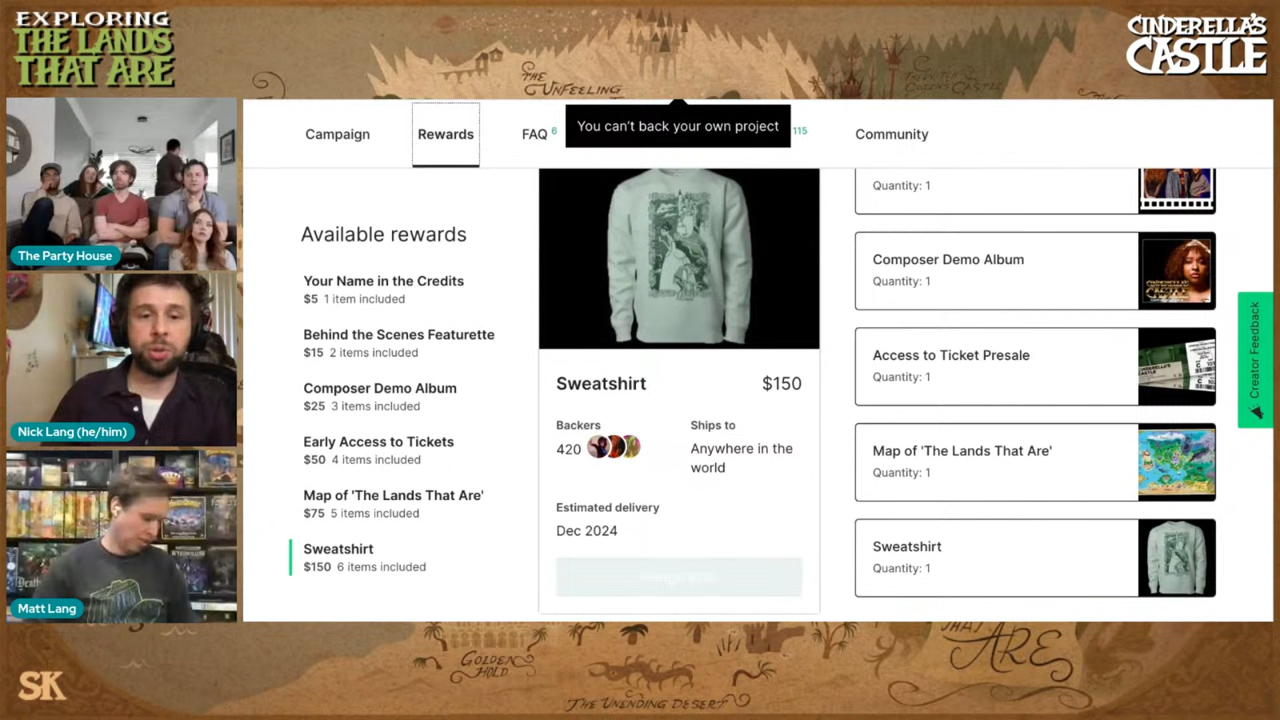 EXPLORING
THE LANDS
THAT ARE
CINDERELLA'S
CASTLE
THE
UNFEELING
Campaign
Rewards
FAQ 6
You can't back your own project
115
Community
The Party House
Nick Lang (he/him)
Matt Lang
Available rewards
Your Name in the Credits
$5 1 item included
Behind the Scenes Featurette
$15 2 items included
Composer Demo Album
$25 3 items included
Early Access to Tickets
$50 4 items included
Map of 'The Lands That Are'
$75 5 items included
Sweatshirt
$150 6 items included
Sweatshirt $150
Backers
420
Ships to
Anywhere in the
world
Estimated delivery
Dec 2024
Quantity: 1
Composer Demo Album
Quantity: 1
Access to Ticket Presale
Quantity: 1
Map of 'The Lands That Are'
Quantity: 1
Sweatshirt
Quantity: 1
Creator Feedback
GOLDEN
HOLD
THE UNENDING DESERT
THAT
ARE
SK